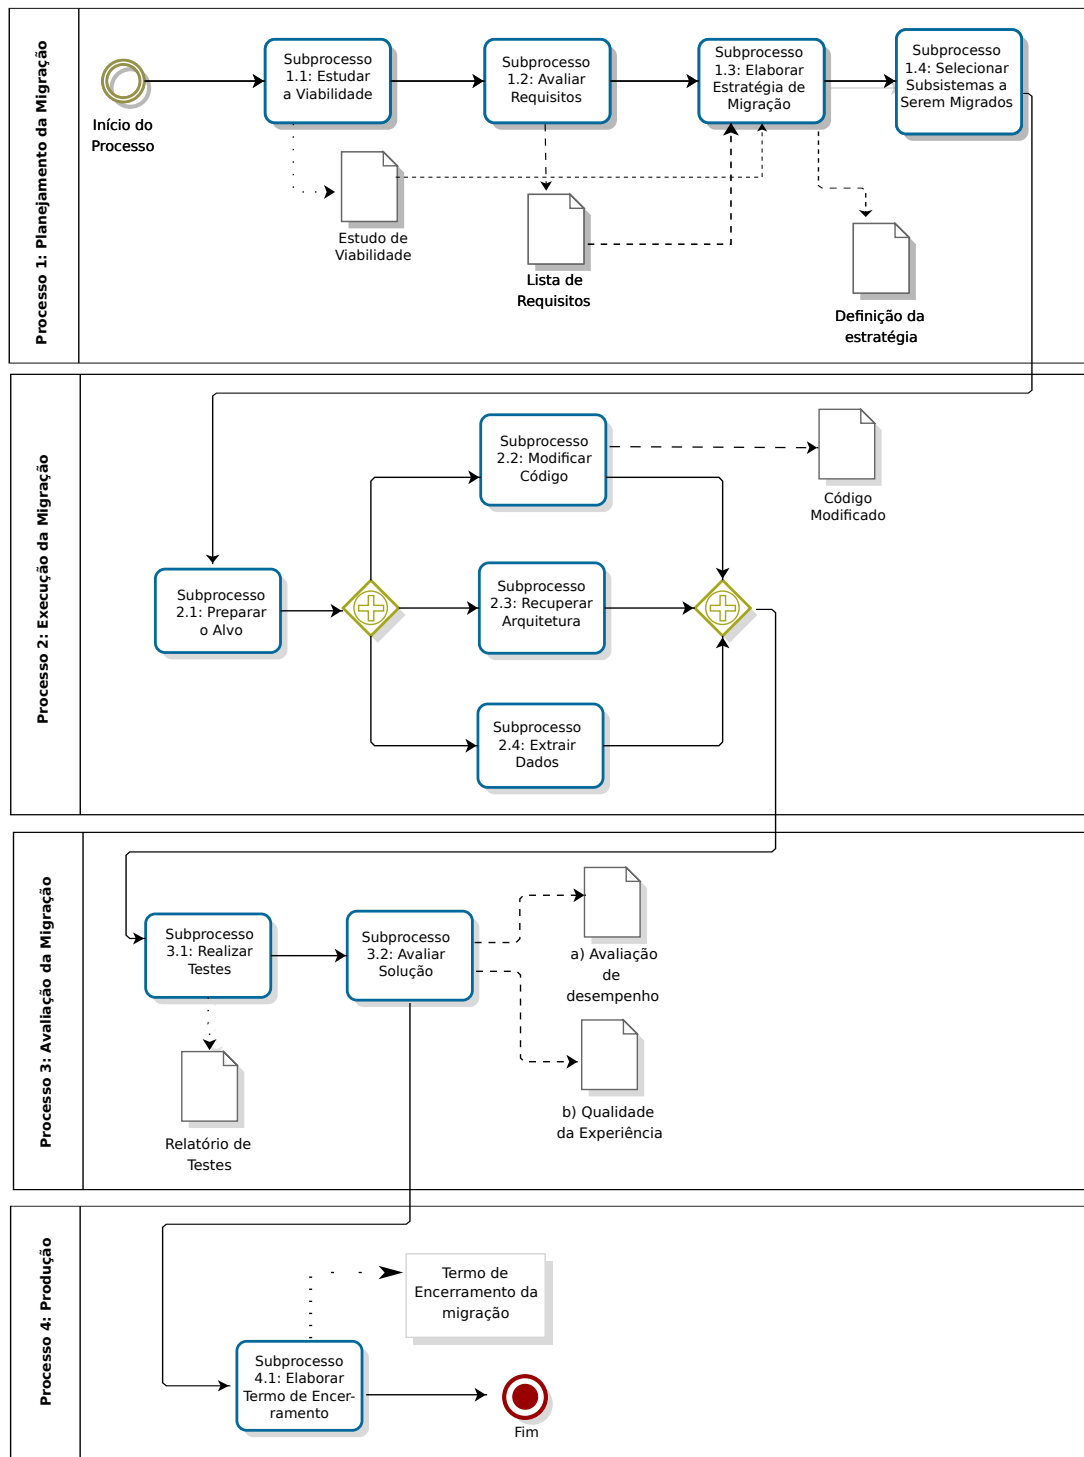 Processo 1: Planejamento da Migração
Início do
Processo
Subprocesso
1.1: Estudar
a Viabilidade
Subprocesso
1.2: Avaliar
Requisitos
Subprocesso
1.3: Elaborar
Estratégia de
Migração
Subprocesso
1.4: Selecionar
Subsistemas a
Serem Migrados
Estudo de
Viabilidade
Lista de
Requisitos
Definição da
estratégia
Processo 2: Execução da Migração
Subprocesso
2.1: Preparar
o Alvo
Subprocesso
2.2: Modificar
Código
Código
Modificado
Subprocesso
2.3: Recuperar
Arquitetura
Subprocesso
2.4: Extrair
Dados
Processo 3: Avaliação da Migração
Subprocesso
3.1: Realizar
Testes
Subprocesso
3.2: Avaliar
Solução
a) Avaliação
de
desempenho
b) Qualidade
da Experiência
Relatório de
Testes
Processo 4: Produção
Termo de
Encerramento da
migração
Subprocesso
4.1: Elaborar
Termo de Encer-
ramento
Fim